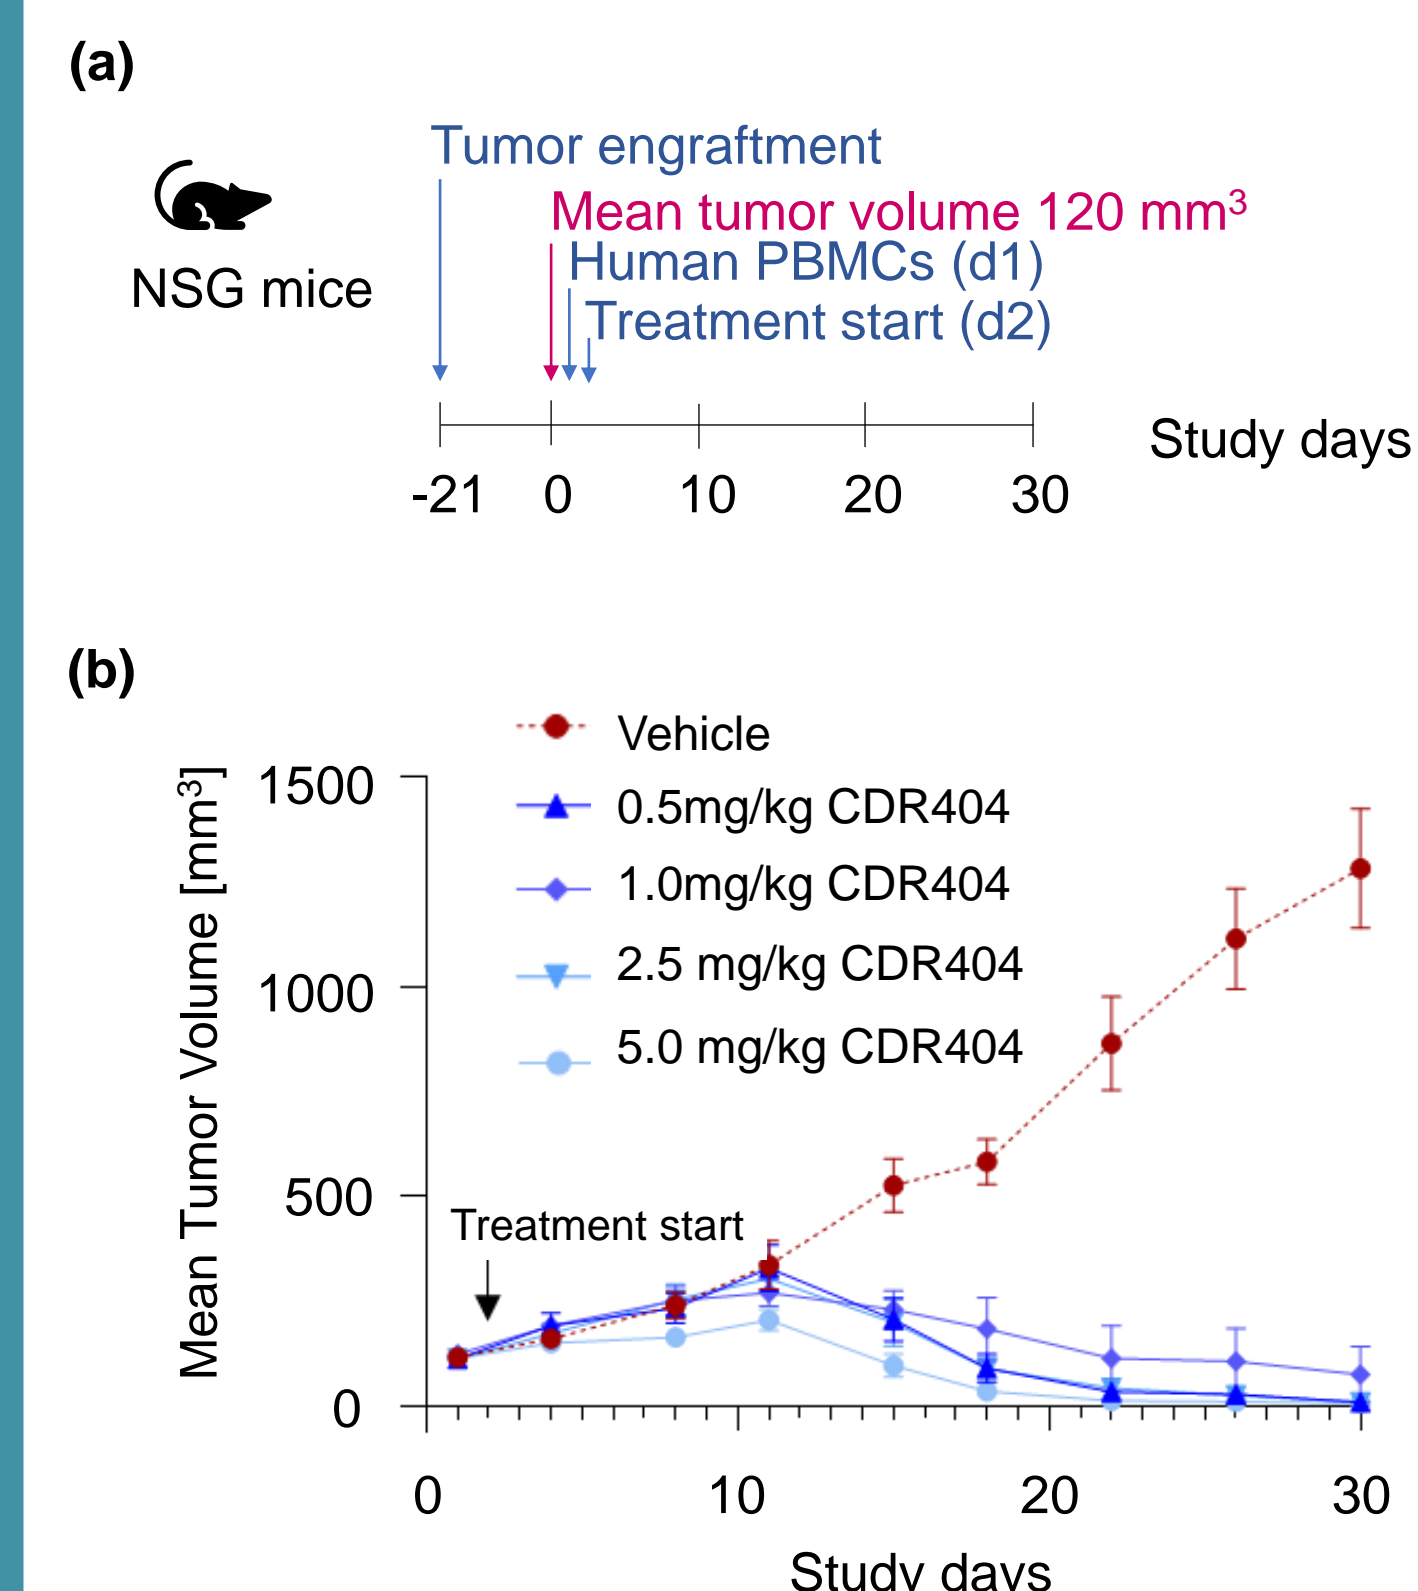 (a)
Tumor engraftment
Mean tumor volume 120 mm³
Human PBMCs (d1)
NSG mice
Treatment start (d2)
Study days
-21 0 10 20 30
(b)
Vehicle
0.5mg/kg CDR404
1.0mg/kg CDR404
2.5 mg/kg CDR404
5.0 mg/kg CDR404
Mean Tumor Volume [mm³]
1500
1000
500
0
Treatment start
0 10 20 30
Study days